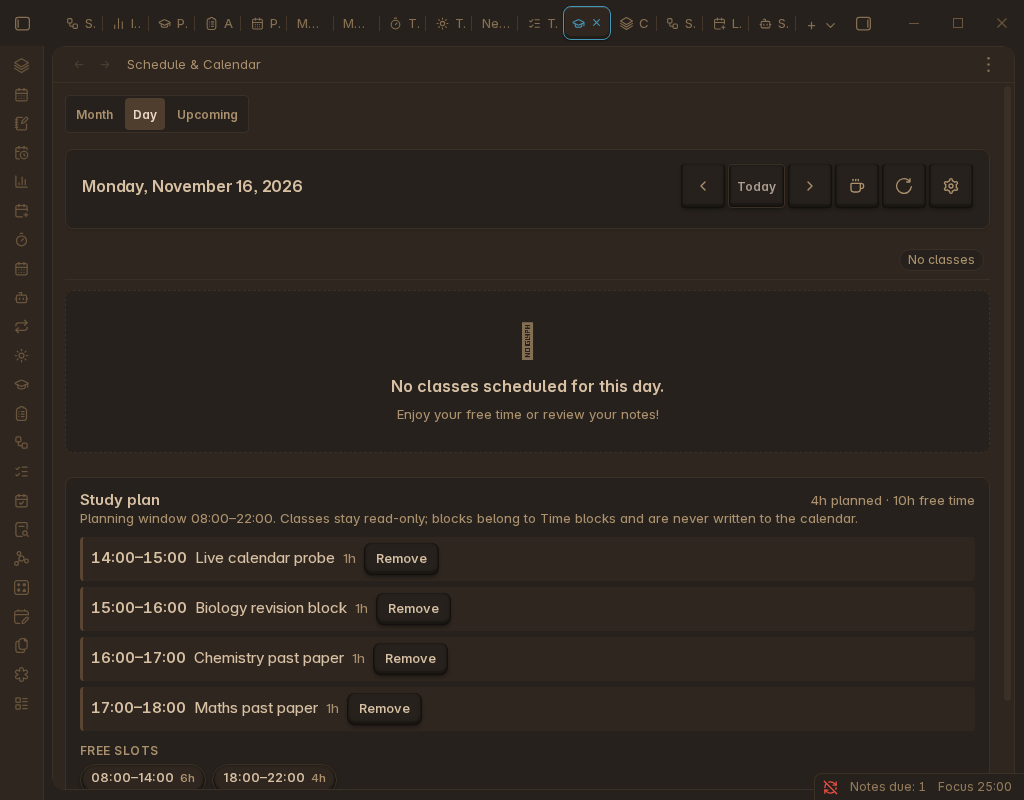 S.
I..
P.
A
P.
M...
M...
T.
T.
Ne...
T.
C
S.
L.
S.
Schedule & Calendar
Month Day Upcoming
Monday, November 16, 2026
Today
No classes
NO GLYPH
No classes scheduled for this day.
Enjoy your free time or review your notes!
Study plan
4h planned · 10h free time
Planning window 08:00–22:00. Classes stay read-only; blocks belong to Time blocks and are never written to the calendar.
14:00–15:00 Live calendar probe 1h Remove
15:00–16:00 Biology revision block 1h Remove
16:00–17:00 Chemistry past paper 1h Remove
17:00–18:00 Maths past paper 1h Remove
FREE SLOTS
08:00–14:00 6h 18:00–22:00 4h
Notes due: 1 Focus 25:00